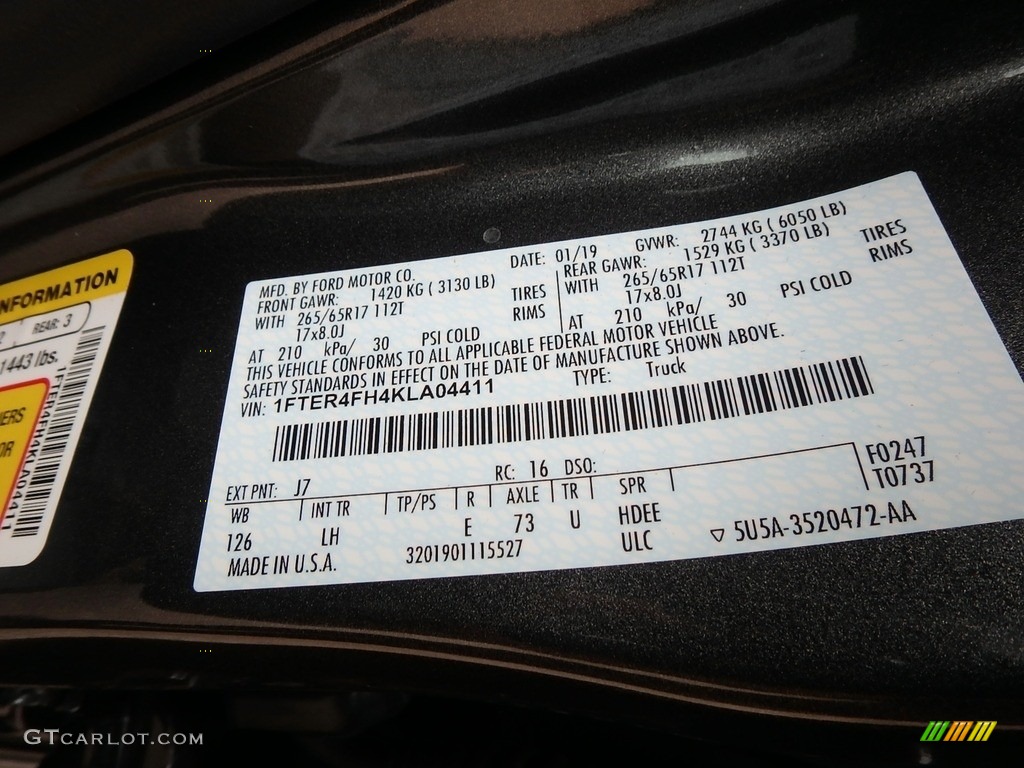 MFD. BY FORD MOTOR CO.
DATE: 01/19
GVWR: 2744 KG ( 6050 LB)
FRONT GAWR: 1420 KG ( 3130 LB)
REAR GAWR: 1529 KG ( 3370 LB)
WITH 265/65R17 112T TIRES
WITH 265/65R17 112T TIRES
17x8.0J RIMS
17x8.0J RIMS
AT 210 kPa/ 30 PSI COLD
AT 210 kPa/ 30 PSI COLD
THIS VEHICLE CONFORMS TO ALL APPLICABLE FEDERAL MOTOR VEHICLE
SAFETY STANDARDS IN EFFECT ON THE DATE OF MANUFACTURE SHOWN ABOVE.
VIN: 1FTER4FH4KLA04411
TYPE: Truck
EXT PNT: J7 RC: 16 DSO:
F0247
WB INT TR TP/PS R AXLE TR SPR
T0737
126 LH E 73 U HDEE
MADE IN U.S.A. 3201901115527 ULC
5U5A-3520472-AA
NFORMATION
REAR: 3
1443 lbs.
1FTER4FH4KLA04411
ERS
OR
GTCARLOT.COM